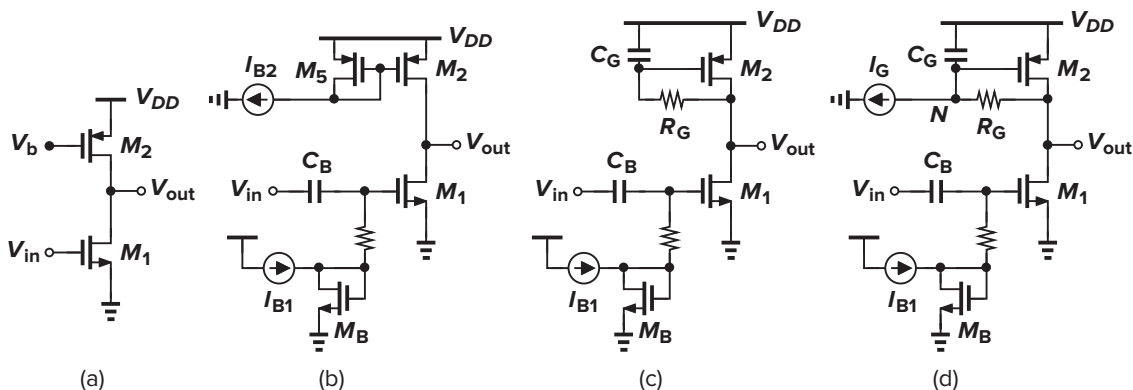 V_DD
V_b
M_2
V_out
V_in
M_1
(a)
V_DD
I_B2
M_5
M_2
V_out
C_B
V_in
M_1
I_B1
M_B
(b)
V_DD
C_G
M_2
R_G
V_out
C_B
V_in
M_1
I_B1
M_B
(c)
V_DD
I_G
C_G
M_2
N
R_G
V_out
C_B
V_in
M_1
I_B1
M_B
(d)